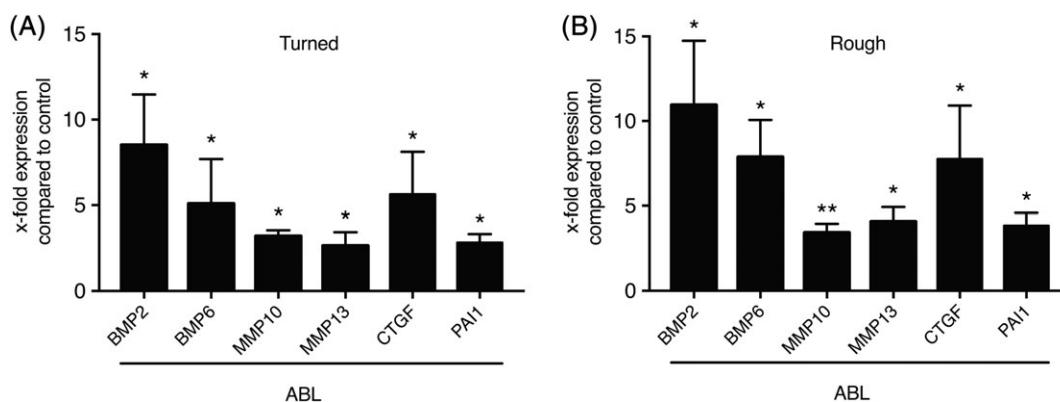 (A)
Turned
x-fold expression
compared to control
15
10
5
0
*
*
*
*
*
*
BMP2
BMP6
MMP10
MMP13
CTGF
PAI1
ABL
(B)
Rough
x-fold expression
compared to control
15
10
5
0
*
*
**
*
*
*
BMP2
BMP6
MMP10
MMP13
CTGF
PAI1
ABL